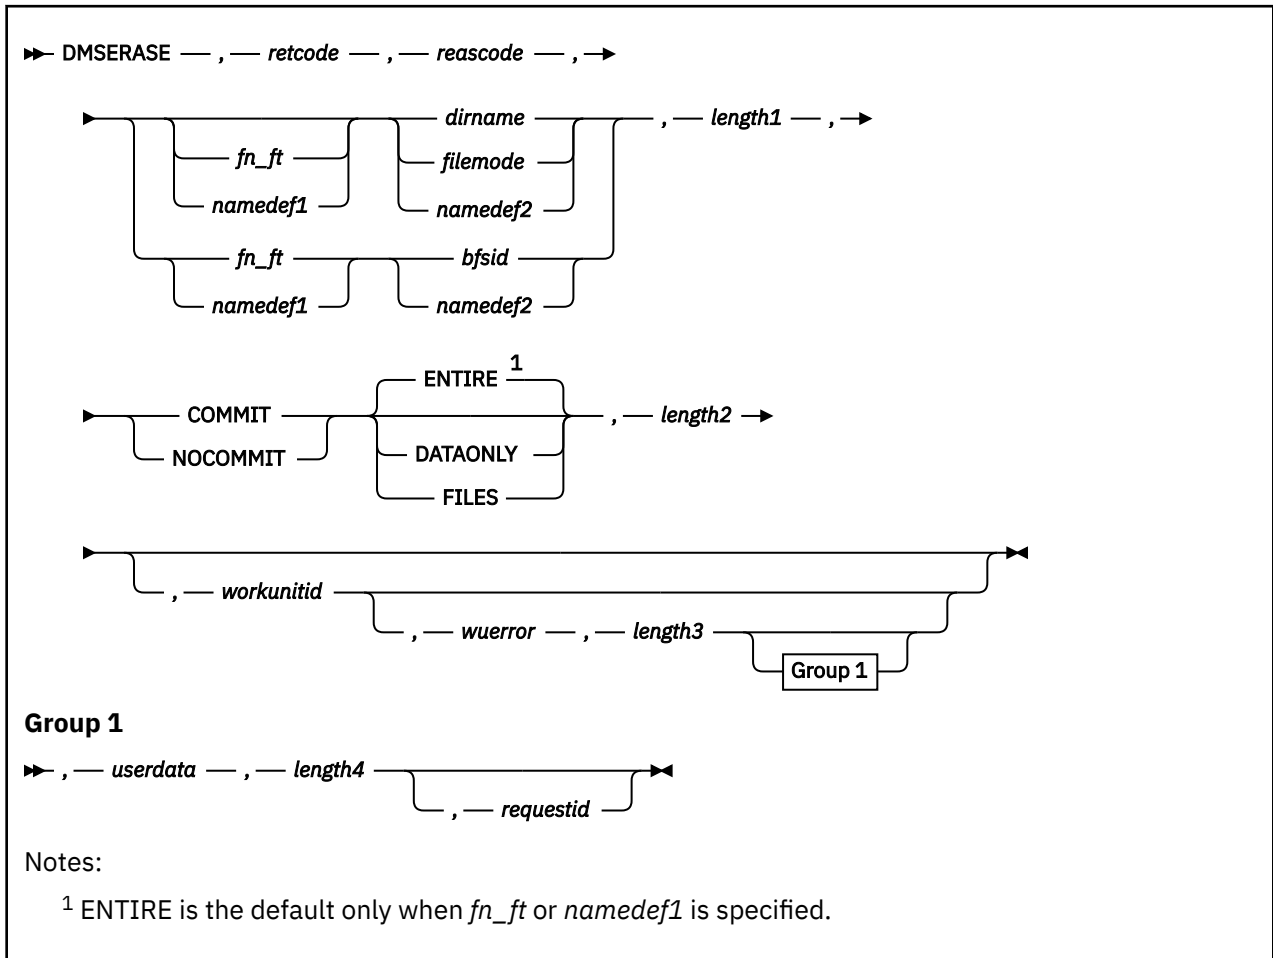 DMSERASE , retcode , reascode ,
dirname , length1 ,
fn_ft filemode
namedef1 namedef2
fn_ft bfsid
namedef1 namedef2
ENTIRE 1
COMMIT , length2
NOCOMMIT DATAONLY
FILES
, workunitid
, wuerror , length3
Group 1
Group 1
, userdata , length4
, requestid
Notes:
1 ENTIRE is the default only when fn_ft or namedef1 is specified.